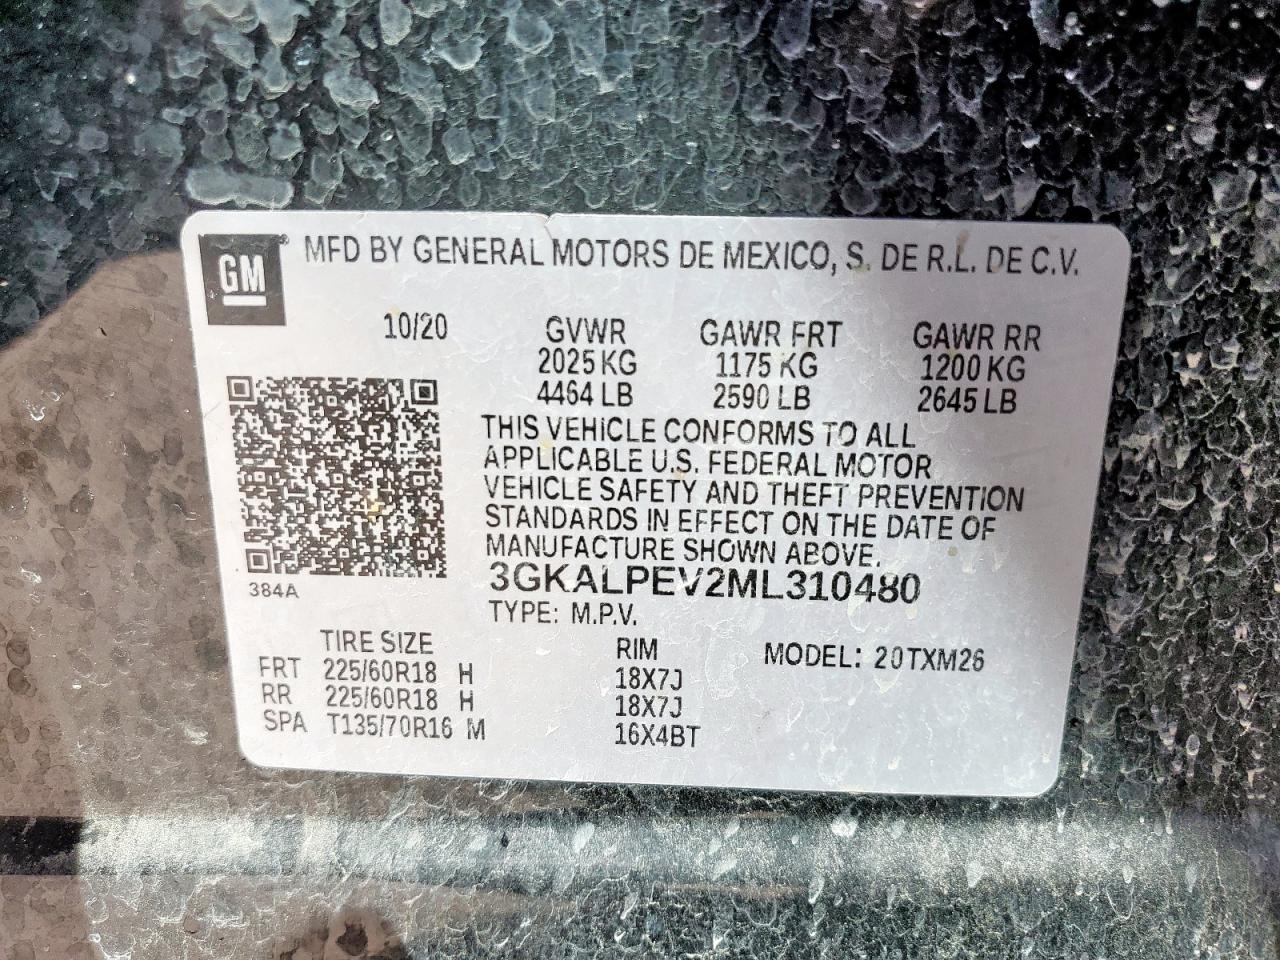 GM® MFD BY GENERAL MOTORS DE MEXICO, S. DE R.L. DE C.V.
10/20 GVWR GAWR FRT GAWR RR
2025 KG 1175 KG 1200 KG
4464 LB 2590 LB 2645 LB
THIS VEHICLE CONFORMS TO ALL
APPLICABLE U.S. FEDERAL MOTOR
VEHICLE SAFETY AND THEFT PREVENTION
STANDARDS IN EFFECT ON THE DATE OF
MANUFACTURE SHOWN ABOVE.
384A
3GKALPEV2ML310480
TYPE: M.P.V.
TIRE SIZE RIM MODEL: 20TXM26
FRT 225/60R18 H 18X7J
RR 225/60R18 H 18X7J
SPA T135/70R16 M 16X4BT